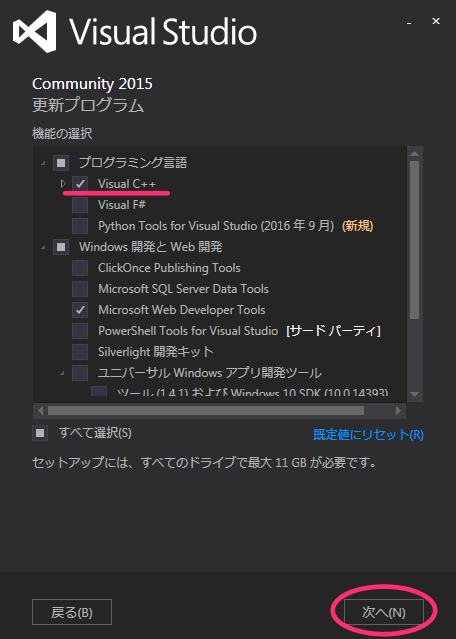 Visual Studio
Community 2015
更新プログラム
機能の選択
プログラミング言語
Visual C++
Visual F#
Python Tools for Visual Studio (2016 年 9 月) (新規)
Windows 開発と Web 開発
ClickOnce Publishing Tools
Microsoft SQL Server Data Tools
Microsoft Web Developer Tools
PowerShell Tools for Visual Studio [サード パーティ]
Silverlight 開発キット
ユニバーサル Windows アプリ開発ツール
ツール (1.4.1) および Windows 10 SDK (10.0.14393)
すべて選択(S)
既定値にリセット(R)
セットアップには、すべてのドライブで最大 11 GB が必要です。
戻る(B)
次へ(N)